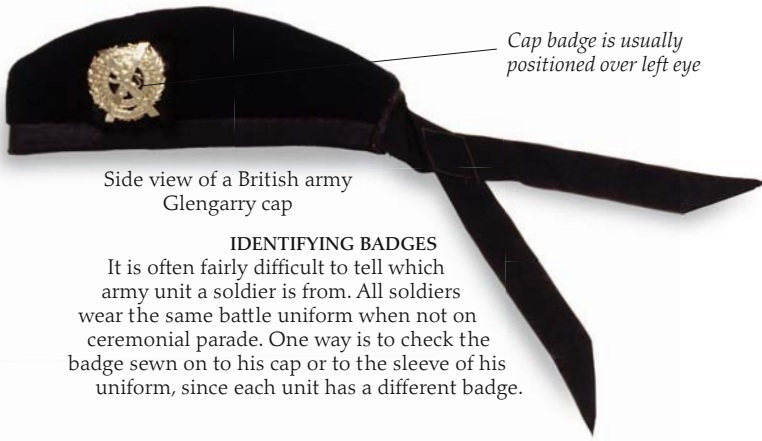 Cap badge is usually
positioned over left eye
Side view of a British army
Glengarry cap
IDENTIFYING BADGES
It is often fairly difficult to tell which
army unit a soldier is from. All soldiers
wear the same battle uniform when not on
ceremonial parade. One way is to check the
badge sewn on to his cap or to the sleeve of his
uniform, since each unit has a different badge.